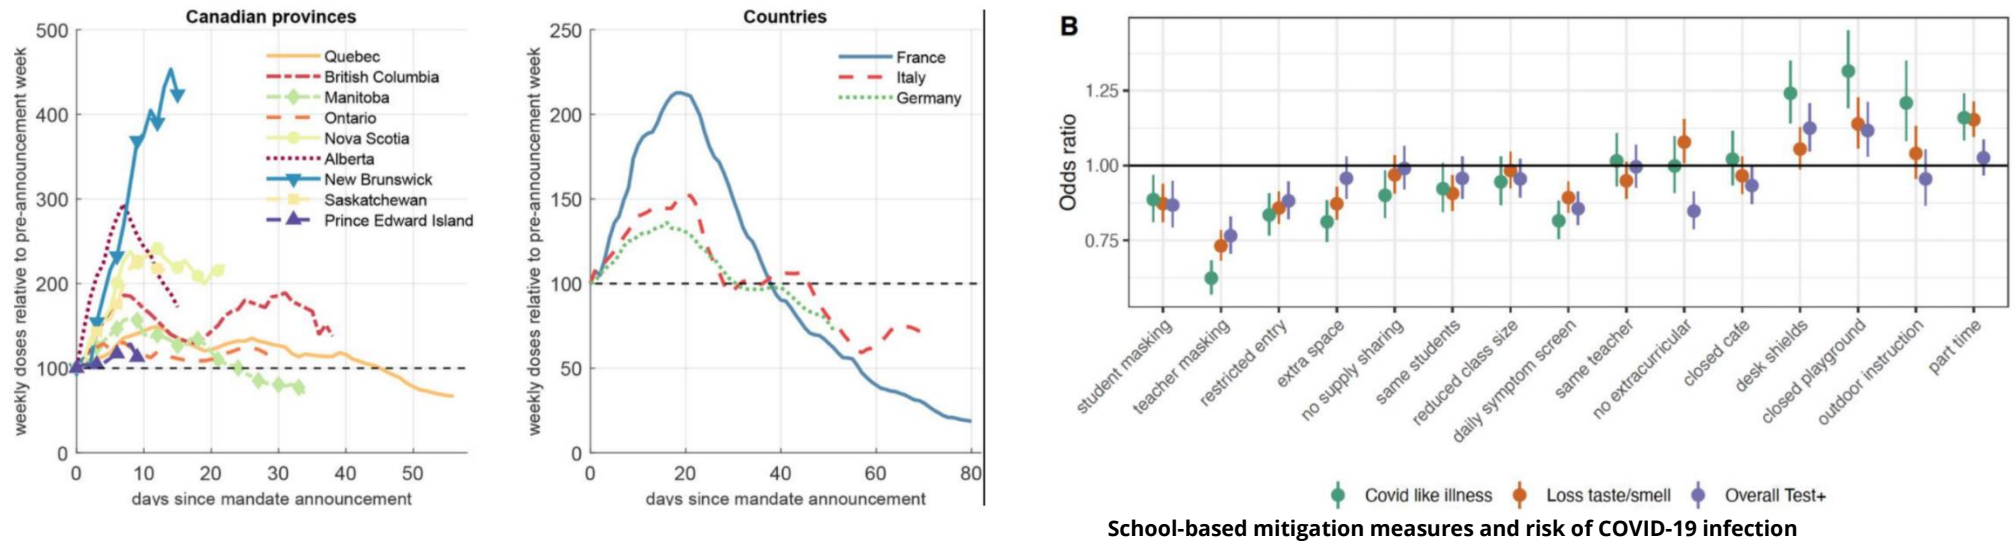 Canadian provinces
weekly doses relative to pre-announcement week
500
400
300
200
100
0
Quebec
British Columbia
Manitoba
Ontario
Nova Scotia
Alberta
New Brunswick
Saskatchewan
Prince Edward Island
0 10 20 30 40 50
days since mandate announcement
Countries
weekly doses relative to pre-announcement week
250
200
150
100
50
0
France
Italy
Germany
0 20 40 60 80
days since mandate announcement
B
Odds ratio
1.25
1.00
0.75
student masking
teacher masking
restricted entry
extra space
no supply sharing
same students
reduced class size
daily symptom screen
same teacher
no extracurricular
closed cafe
desk shields
closed playground
outdoor instruction
part time
Covid like illness Loss taste/smell Overall Test+
School-based mitigation measures and risk of COVID-19 infection